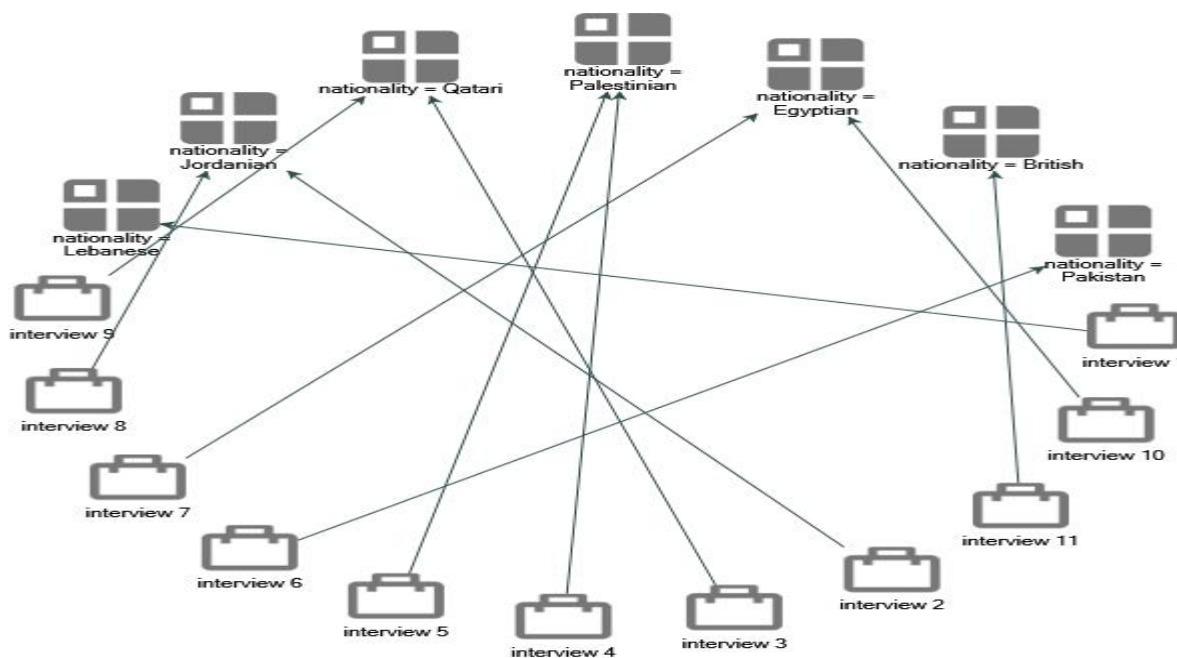 nationality = Qatari
nationality =
Palestinian
nationality =
Egyptian
nationality =
Jordanian
nationality = British
nationality =
Lebanese
nationality =
Pakistan
interview 9
interview
interview 8
interview 10
interview 7
interview 11
interview 6
interview 2
interview 5
interview 4
interview 3